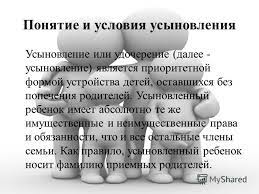 Понятие и условия усыновления
Усыновление или удочерение (далее -
усыновление) является приоритетной
формой устройства детей, оставшихся без
попечения родителей. Усыновленный
ребенок имеет абсолютно те же
имущественные и неимущественные права
и обязанности, что и все остальные члены
семьи. Как правило, усыновленный ребенок
носит фамилию приемных родителей.
MyShared